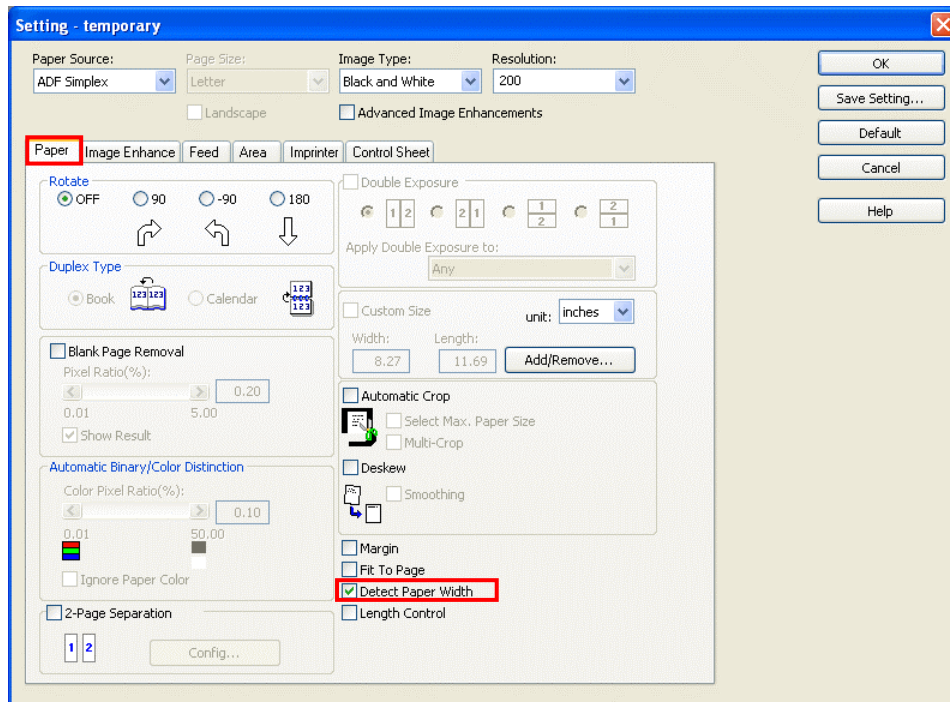 Setting - temporary
Paper Source: Page Size: Image Type: Resolution:
ADF Simplex Letter Black and White 200
Landscape Advanced Image Enhancements
OK
Save Setting...
Default
Cancel
Help
Paper Image Enhance Feed Area Imprinter Control Sheet
Rotate
OFF 90 -90 180
Duplex Type
Book 123 123 Calendar 123 123
Blank Page Removal
Pixel Ratio(%):
0.20
0.01 5.00
Show Result
Automatic Binary/Color Distinction
Color Pixel Ratio(%):
0.10
0.01 50.00
Ignore Paper Color
2-Page Separation
1 2 Config...
Double Exposure
1 2 2 1 1 2 2 1
Apply Double Exposure to:
Any
Custom Size unit: inches
Width: Length:
8.27 11.69 Add/Remove...
Automatic Crop
Select Max. Paper Size
Multi-Crop
Deskew
Smoothing
Margin
Fit To Page
Detect Paper Width
Length Control